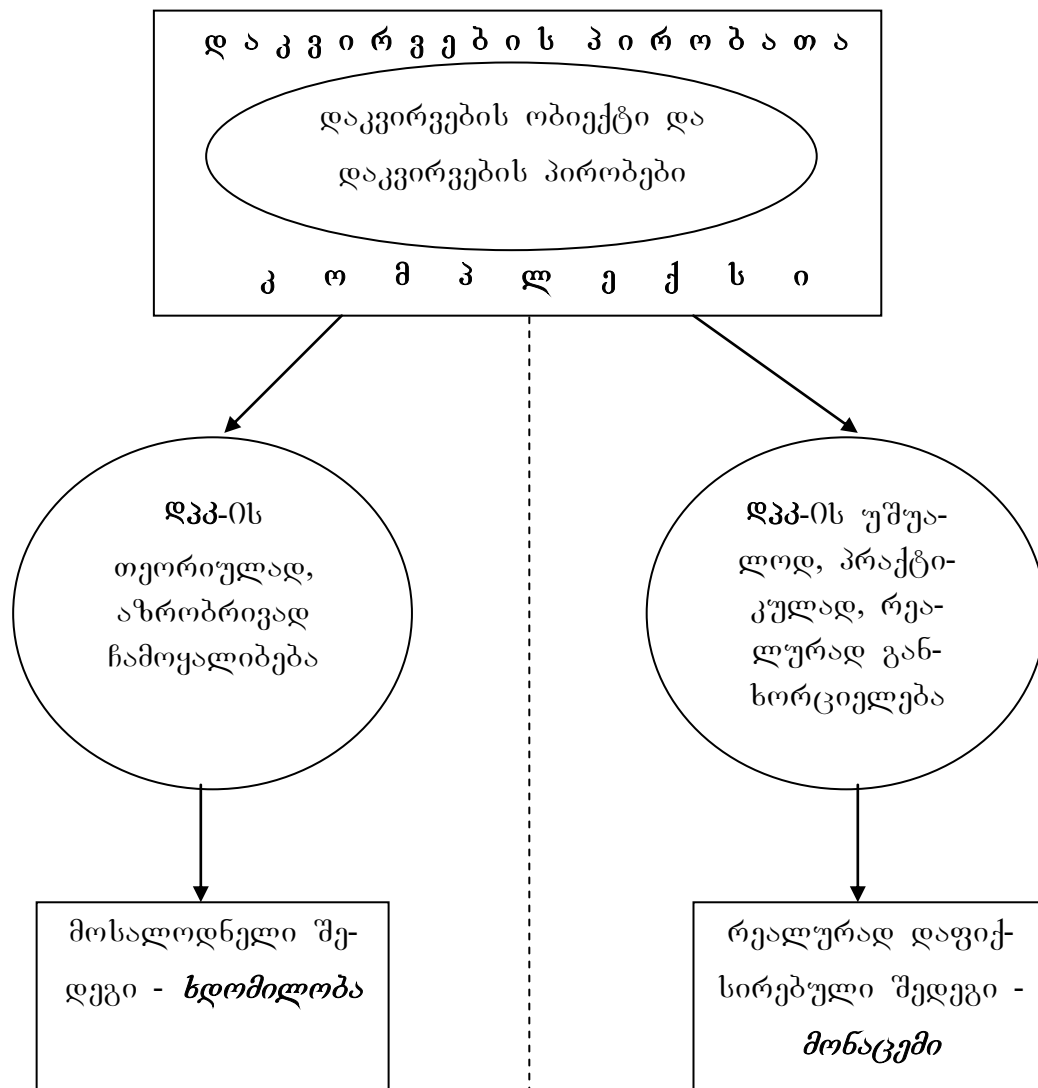 დ ა კ ვ ი რ ვ ე ბ ი ს პ ი რ ო ბ ა თ ა
დაკვირვების ობიექტი და
დაკვირვების პირობები
კ ო მ პ ლ ე ქ ს ი
დპკ-ის
თეორიულად,
აზრობრივად
ჩამოყალიბება
დპკ-ის უშუა-
ლოდ, პრაქტი-
კულად, რეა-
ლურად გან-
ხორციელება
მოსალოდნელი შე-
დეგი - ხდომილობა
რეალურად დაფიქ-
სირებული შედეგი -
მონაცემი